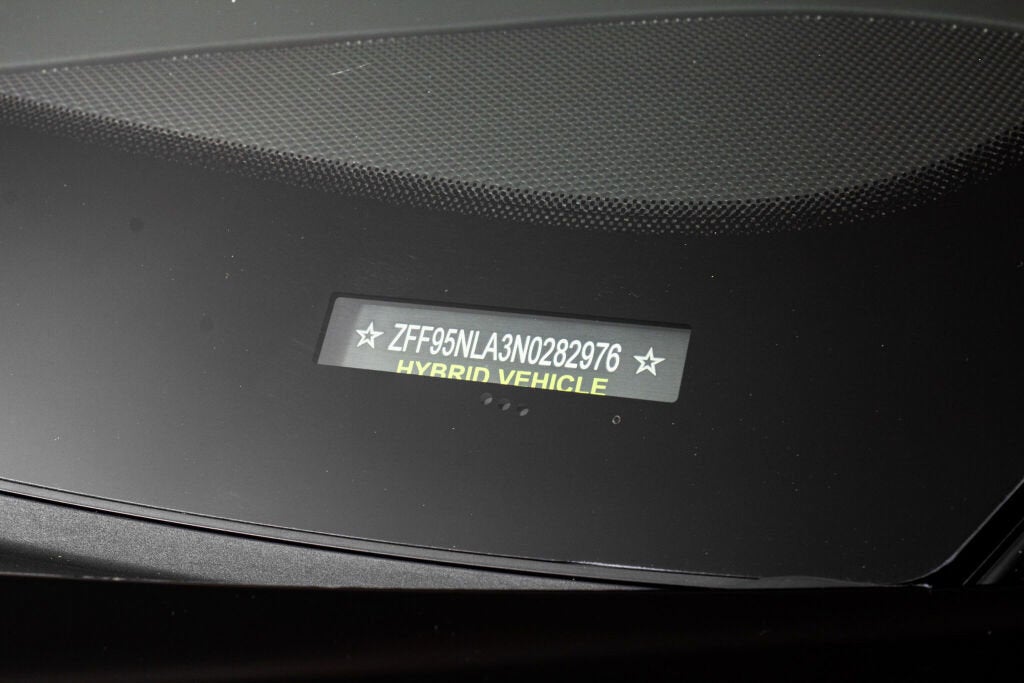 ☆ ZFF95NLA3N0282976 ☆
HYBRID VEHICLE